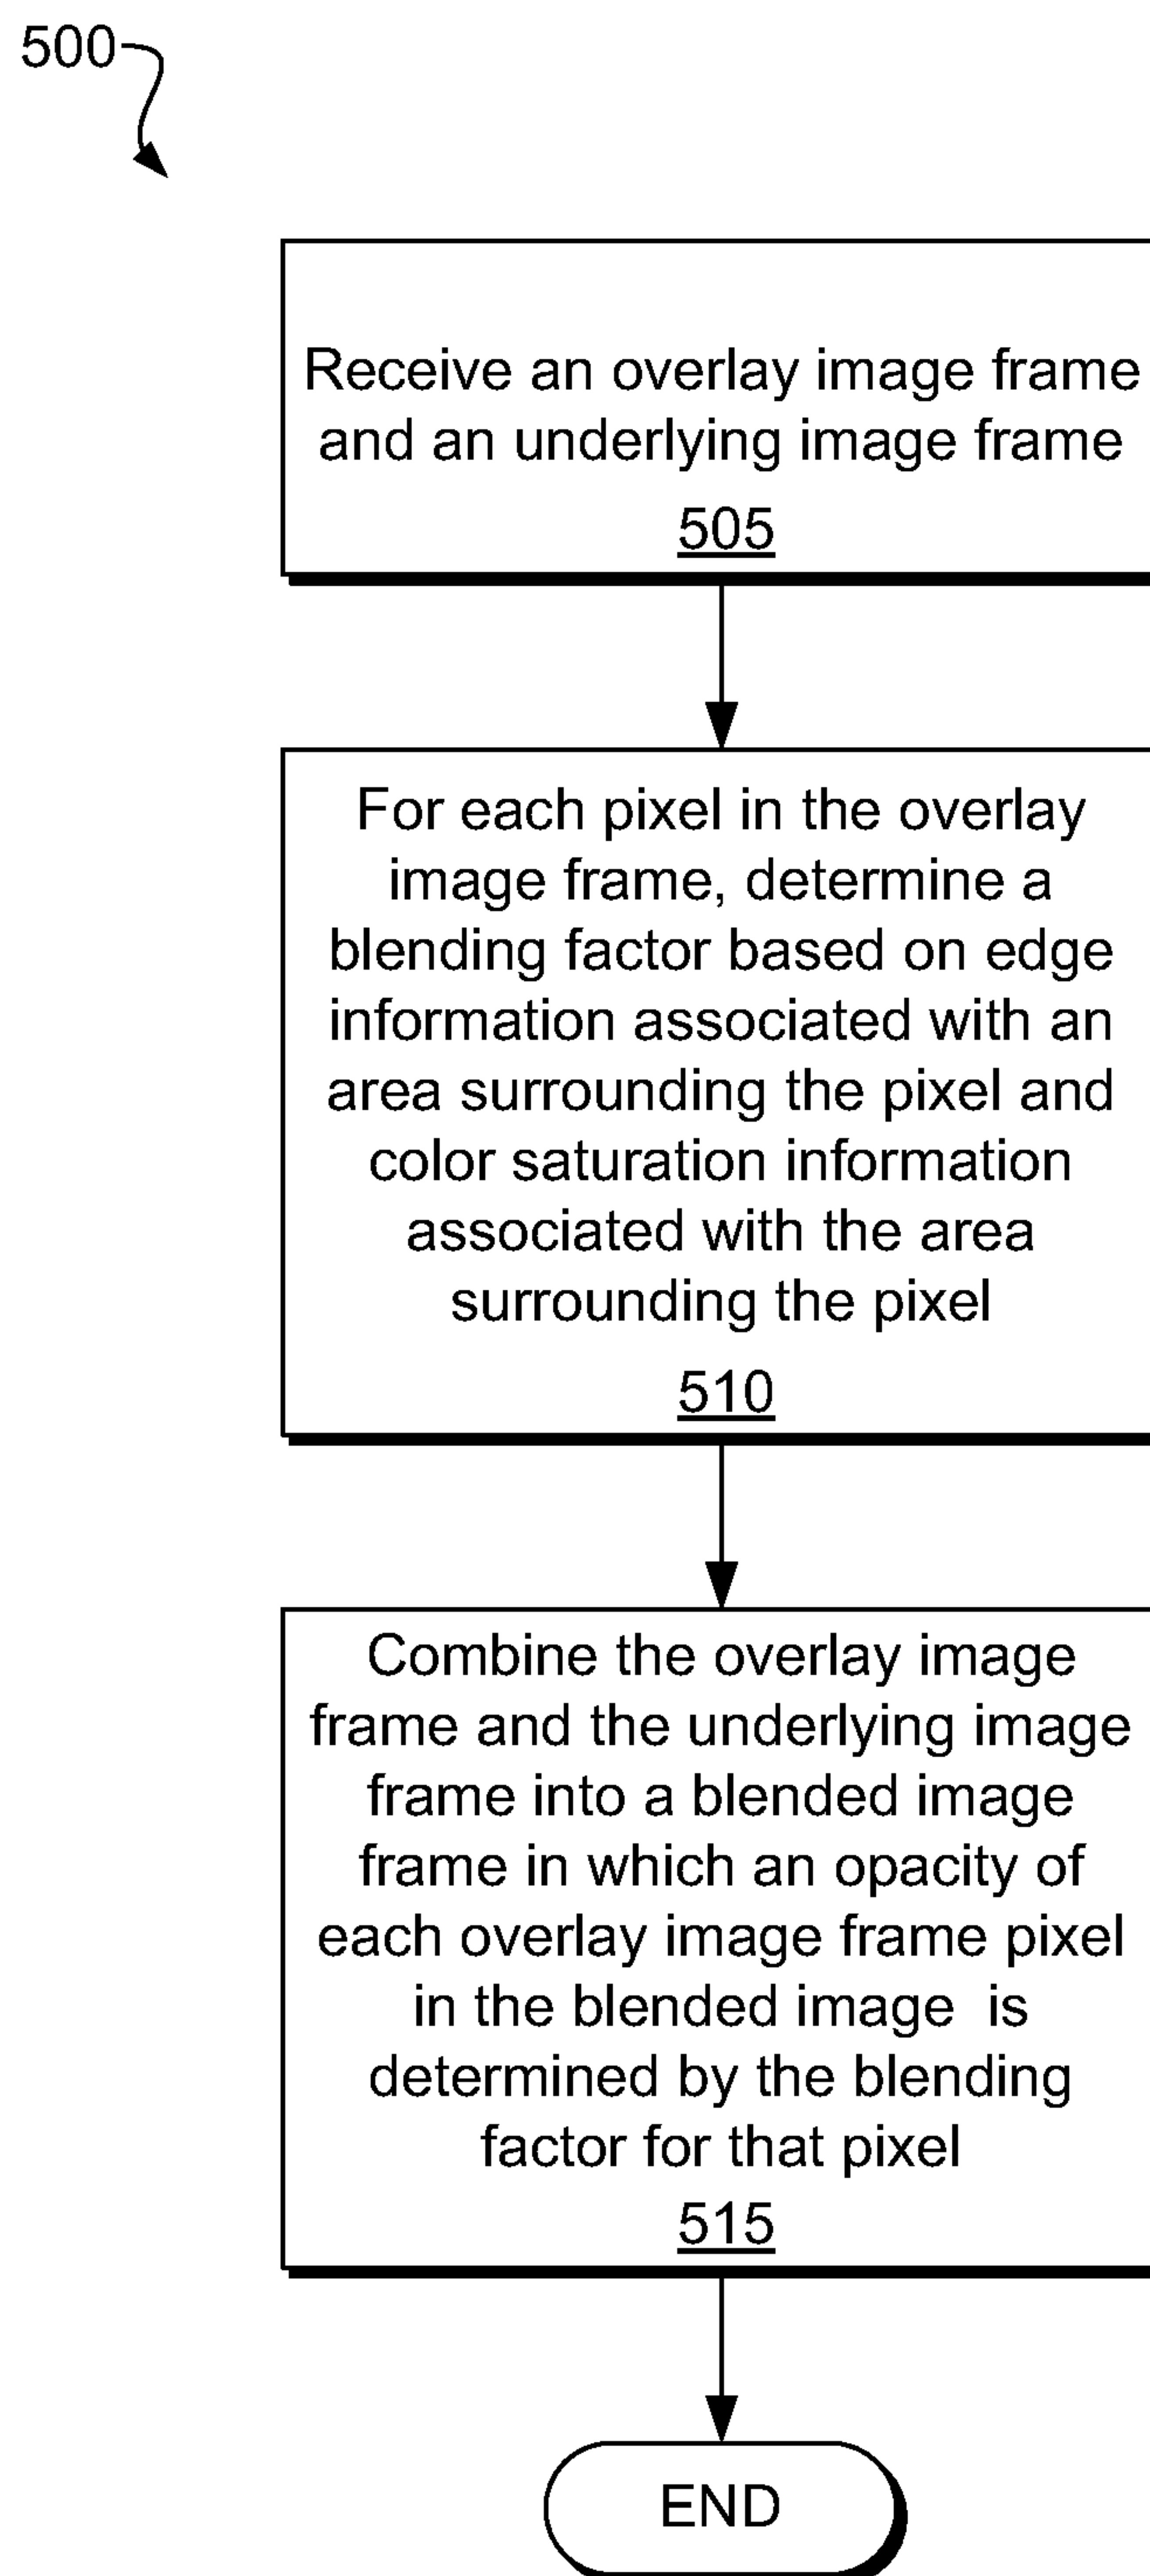 500
Receive an overlay image frame
and an underlying image frame
505
For each pixel in the overlay
image frame, determine a
blending factor based on edge
information associated with an
area surrounding the pixel and
color saturation information
associated with the area
surrounding the pixel
510
Combine the overlay image
frame and the underlying image
frame into a blended image
frame in which an opacity of
each overlay image frame pixel
in the blended image  is
determined by the blending
factor for that pixel
515
END